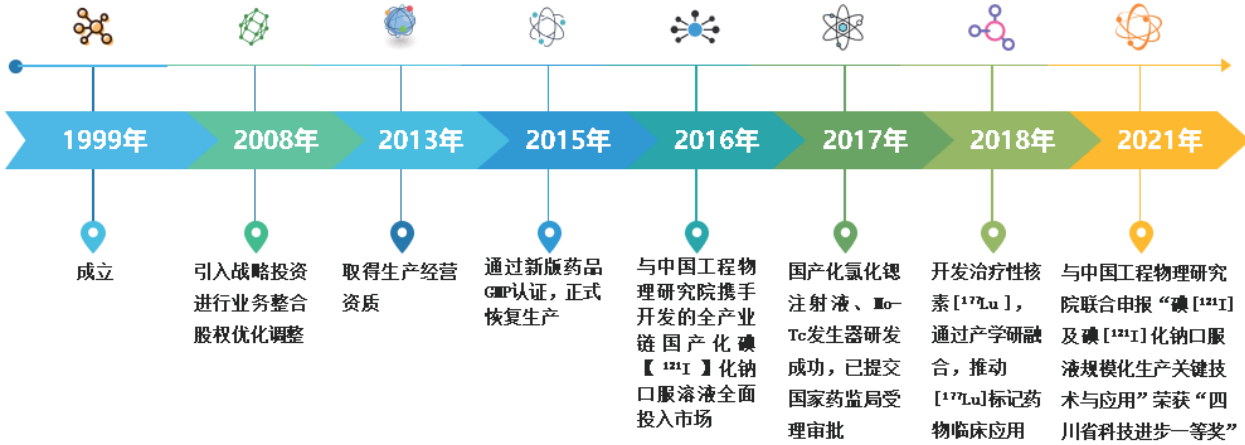 1999年
2008年
2013年
2015年
2016年
2017年
2018年
2021年
成立
引入战略投资
进行业务整合
股权优化调整
取得生产经营
资质
通过新版药品
GMP认证，正式
恢复生产
与中国工程物
理研究院携手
开发的全产业
链国产化碘
【¹²¹I】化钠
口服溶液全面
投入市场
国产化氯化锶
注射液、Mo-
Tc发生器研发
成功，已提交
国家药监局受
理审批
开发治疗性核
素[¹⁷⁷Lu]，
通过产学研融
合，推动
[¹⁷⁷Lu]标记药
物临床应用
与中国工程物理研究
院联合申报“碘[¹²¹I]
及碘[¹²¹I]化钠口服
液规模化生产关键技
术与应用”荣获“四
川省科技进步一等奖”